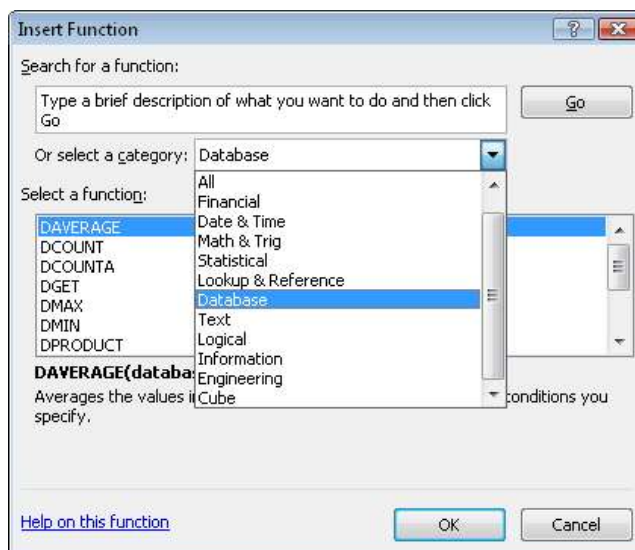 Insert Function
Search for a function:
Type a brief description of what you want to do and then click
Go
Go
Or select a category: Database
All
Financial
Date & Time
Math & Trig
Statistical
Lookup & Reference
Database
Text
Logical
Information
Engineering
Cube
Select a function:
DAVERAGE
DCOUNT
DCOUNTA
DGET
DMAX
DMIN
DPRODUCT
DAVERAGE(databa
Averages the values i conditions you
specify.
Help on this function
OK
Cancel